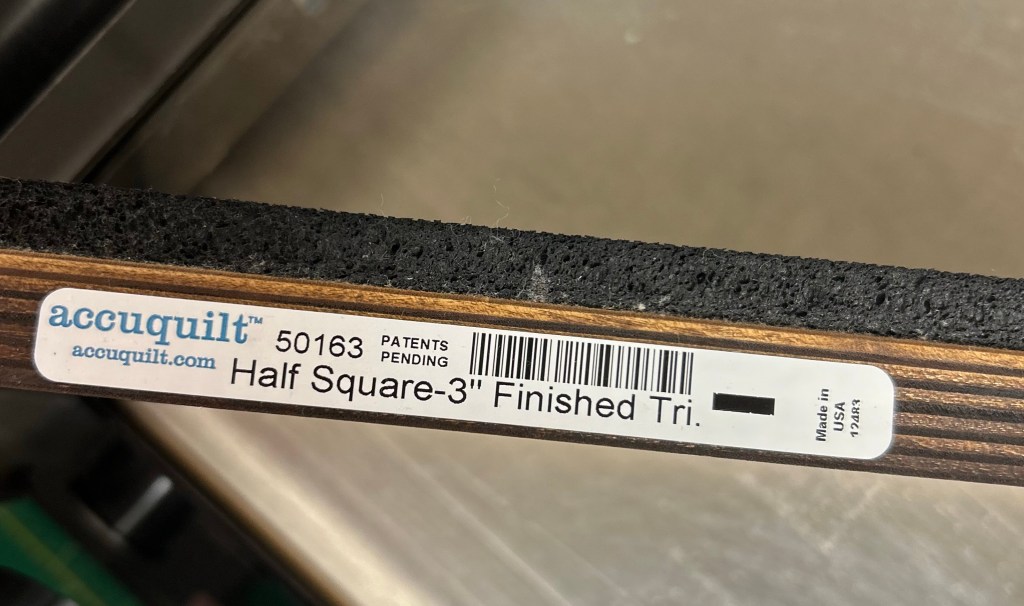 accuquilt™
accuquilt.com
50163
PATENTS
PENDING
Half Square-3" Finished Tri.
Made in
USA
12483